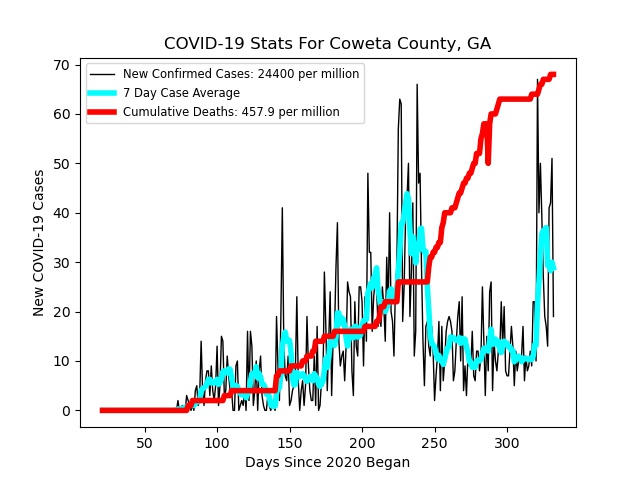 COVID-19 Stats For Coweta County, GA
New Confirmed Cases: 24400 per million
7 Day Case Average
Cumulative Deaths: 457.9 per million
New COVID-19 Cases
70
60
50
40
30
20
10
0
50
100
150
200
250
300
Days Since 2020 Began